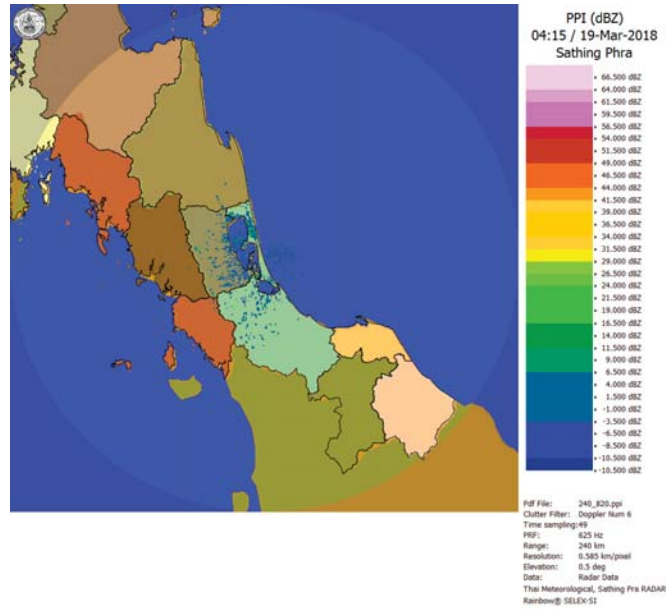 PPI (dBZ)
04:15 / 19-Mar-2018
Sathing Phra
66.500 dBZ
64.000 dBZ
61.500 dBZ
59.500 dBZ
56.500 dBZ
54.000 dBZ
51.500 dBZ
49.000 dBZ
46.500 dBZ
44.000 dBZ
41.500 dBZ
39.000 dBZ
36.500 dBZ
34.000 dBZ
31.500 dBZ
29.000 dBZ
26.500 dBZ
24.000 dBZ
21.500 dBZ
19.000 dBZ
16.500 dBZ
14.000 dBZ
11.500 dBZ
9.000 dBZ
6.500 dBZ
4.000 dBZ
1.500 dBZ
-1.000 dBZ
-3.500 dBZ
-6.500 dBZ
-8.500 dBZ
-10.500 dBZ
-10.500 dBZ
Pdf File: 240_820.ppi
Clutter Filter: Doppler Num 6
Time sampling:49
PRF: 625 Hz
Range: 240 km
Resolution: 0.585 km/pixel
Elevation: 0.5 deg
Data: Radar Data
Thai Meteorological, Sathing Pra RADAR
Rainbow® SELEX-SI